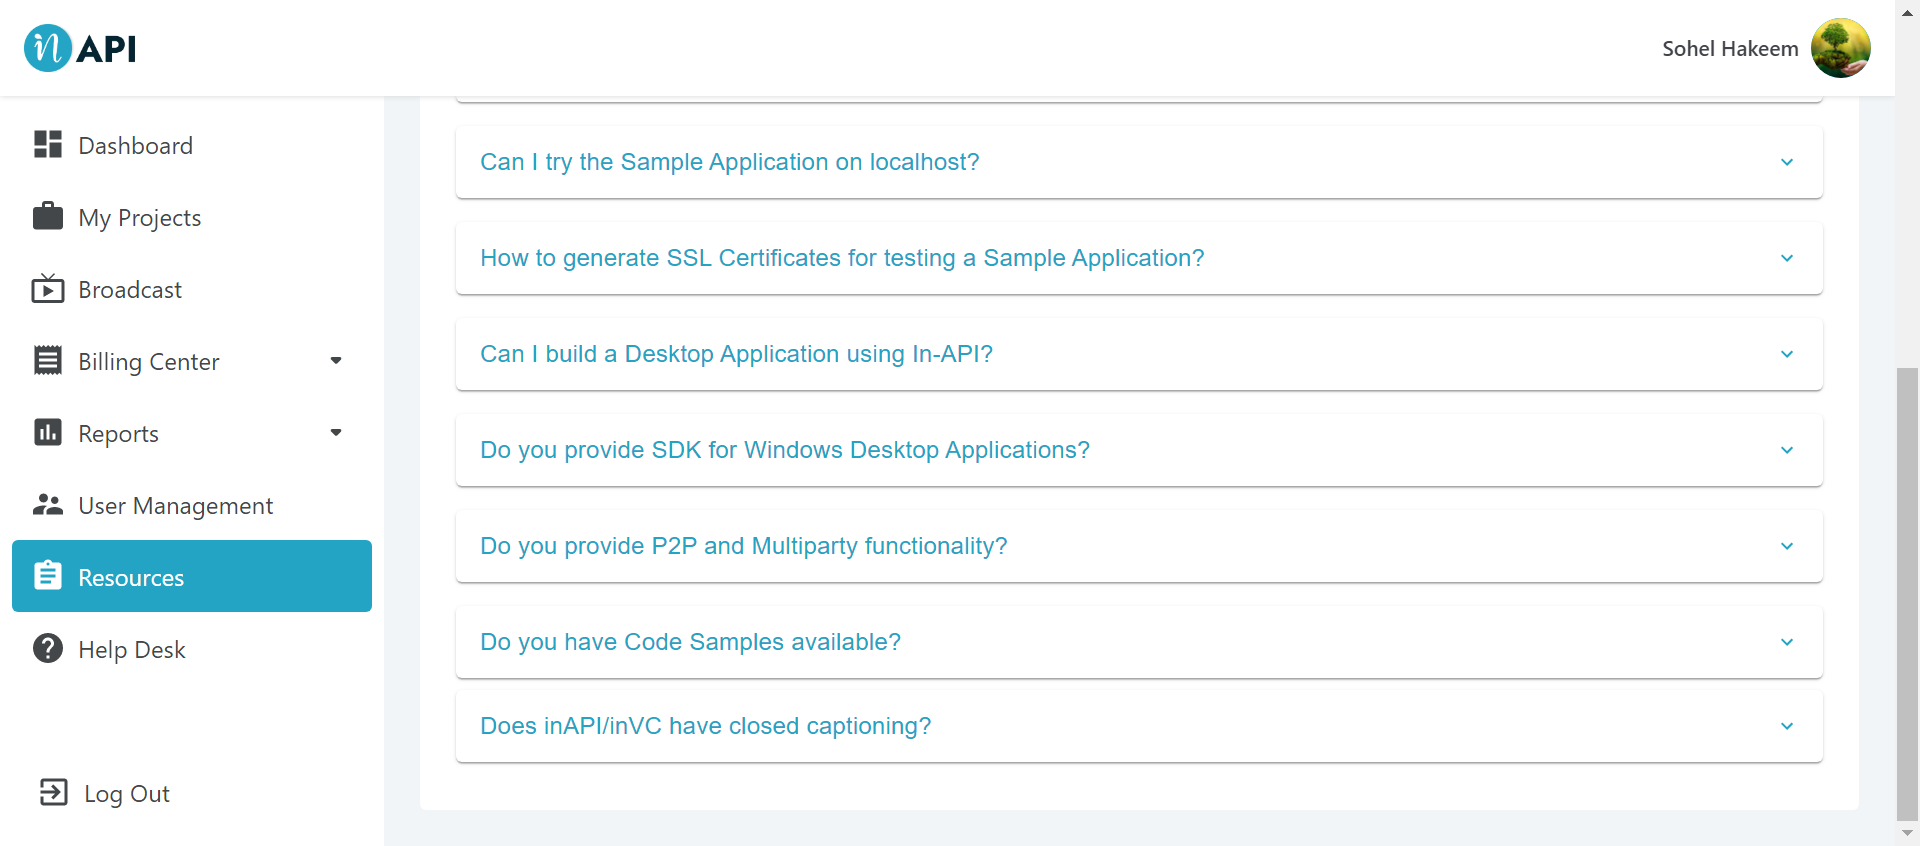 in API
Sohel Hakeem
Dashboard
My Projects
Broadcast
Billing Center
Reports
User Management
Resources
Help Desk
Log Out
Can I try the Sample Application on localhost?
How to generate SSL Certificates for testing a Sample Application?
Can I build a Desktop Application using In-API?
Do you provide SDK for Windows Desktop Applications?
Do you provide P2P and Multiparty functionality?
Do you have Code Samples available?
Does inAPI/inVC have closed captioning?